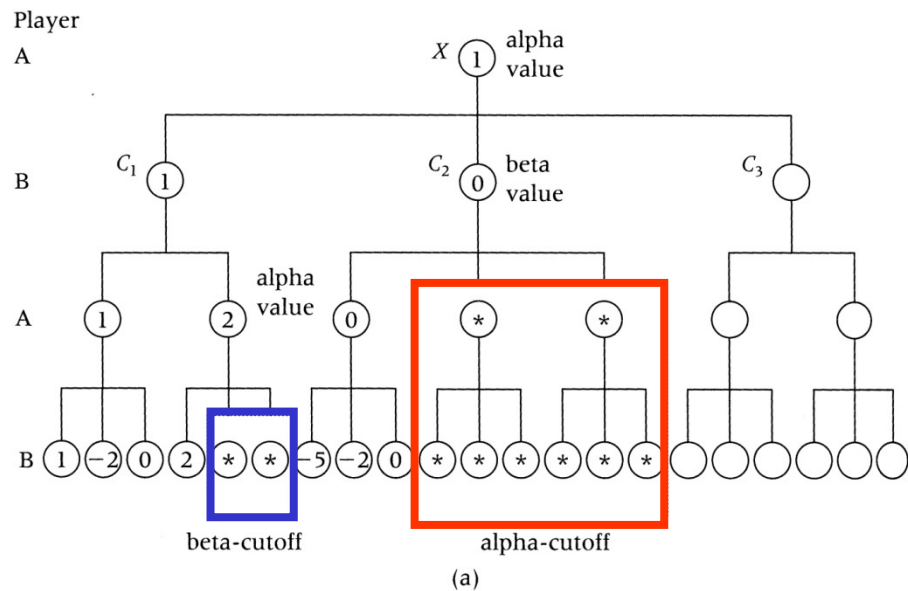 Player
A X 1 alpha
value
B C1 1 C2 0 beta
value C3
alpha
value
A 1 2 0 * *
B 1 −2 0 2 * * −5 −2 0 * * * * * *
beta-cutoff alpha-cutoff
(a)